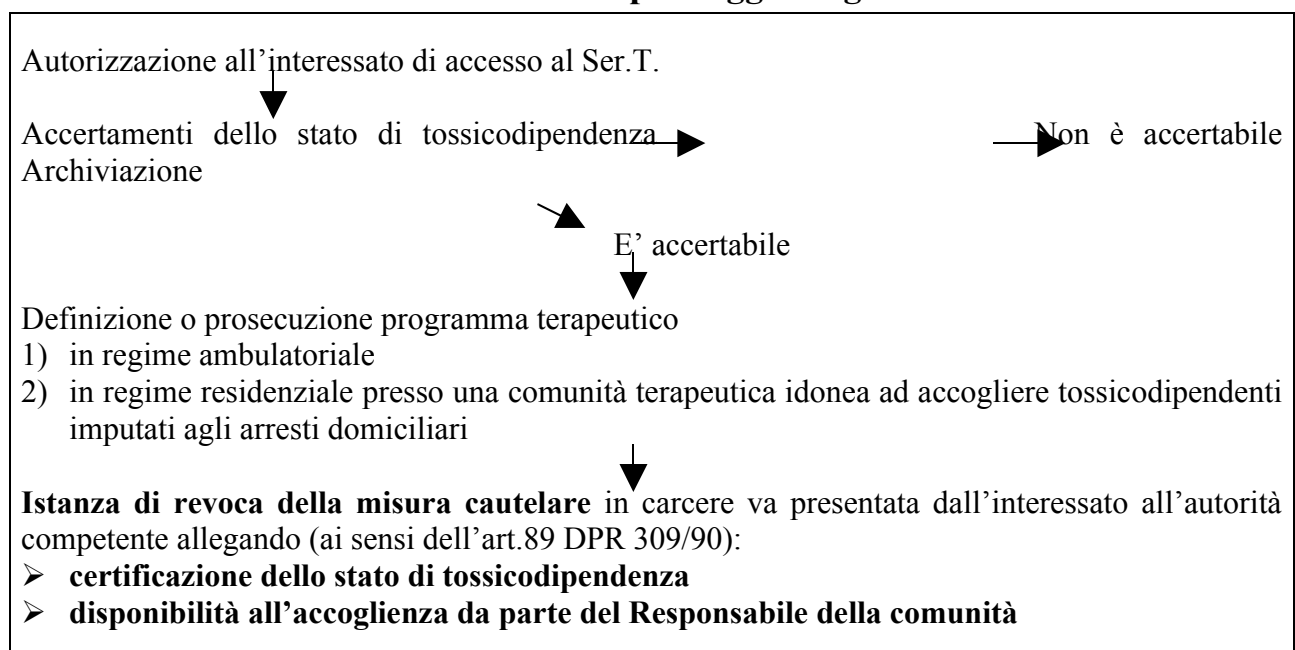 Autorizzazione all’interessato di accesso al Ser.T.
Accertamenti dello stato di tossicodipendenza Non è accertabile
Archiviazione
E’ accertabile
Definizione o prosecuzione programma terapeutico
1) in regime ambulatoriale
2) in regime residenziale presso una comunità terapeutica idonea ad accogliere tossicodipendenti
imputati agli arresti domiciliari
Istanza di revoca della misura cautelare in carcere va presentata dall’interessato all’autorità
competente allegando (ai sensi dell’art.89 DPR 309/90):
➢ certificazione dello stato di tossicodipendenza
➢ disponibilità all’accoglienza da parte del Responsabile della comunità